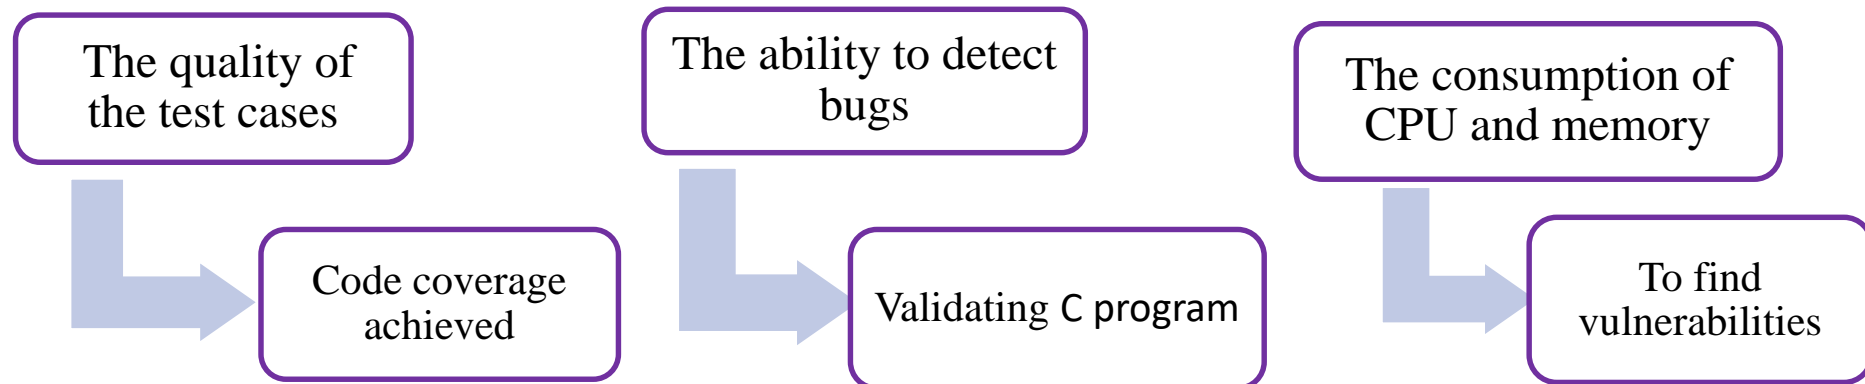 The quality of
the test cases
Code coverage
achieved
The ability to detect
bugs
Validating C program
The consumption of
CPU and memory
To find
vulnerabilities